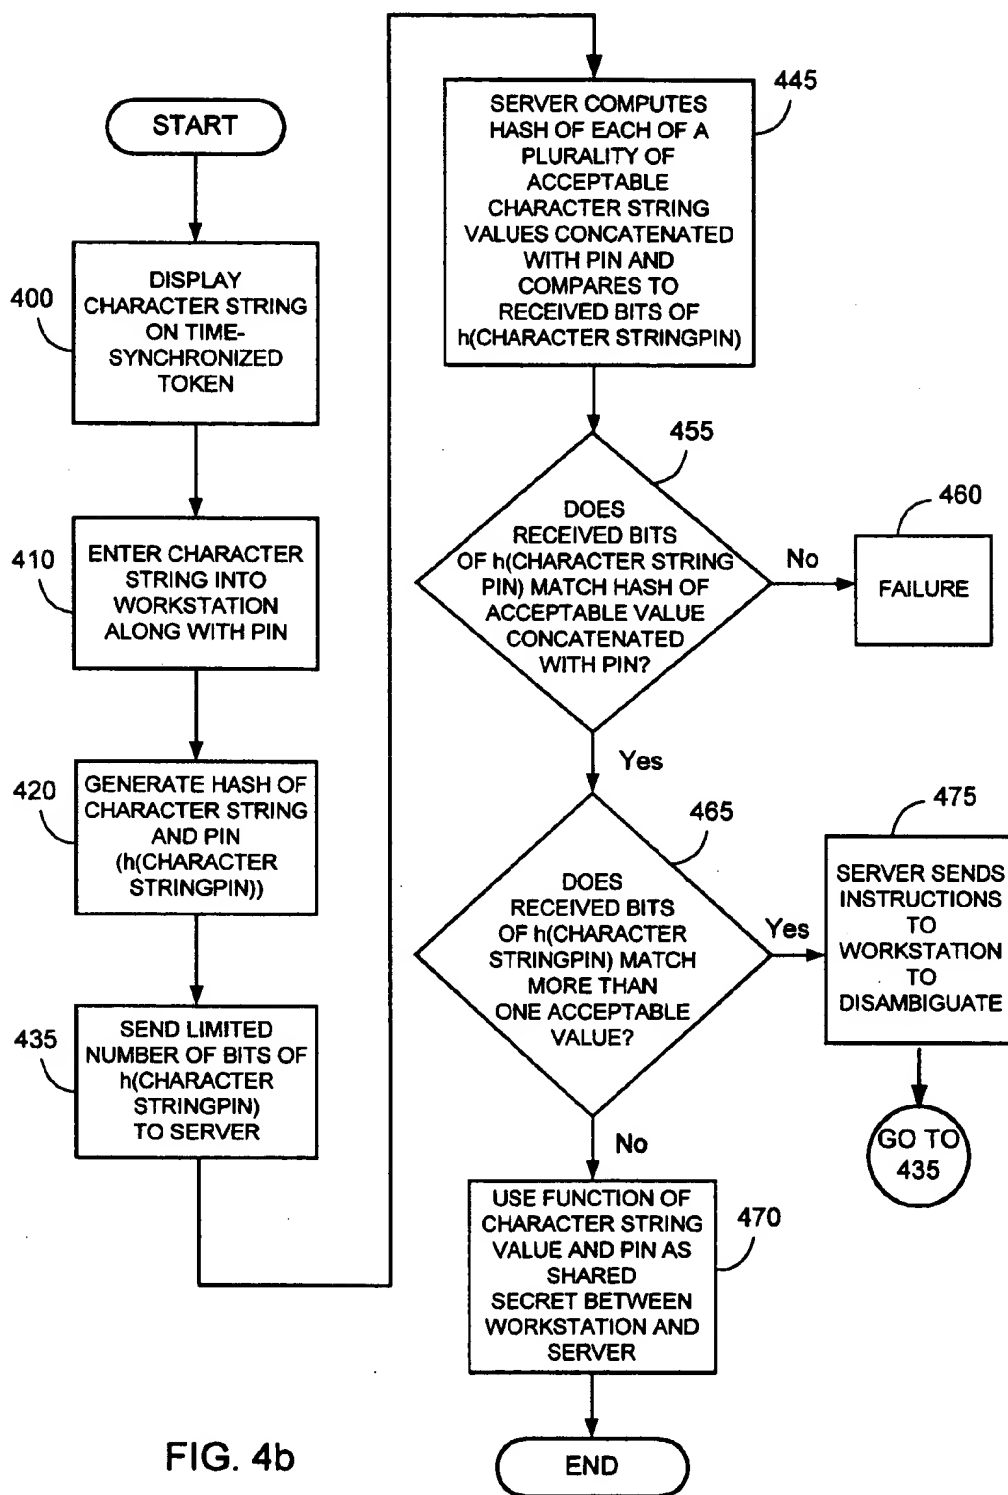 START
400
DISPLAY
CHARACTER STRING
ON TIME-
SYNCHRONIZED
TOKEN
410
ENTER CHARACTER
STRING INTO
WORKSTATION
ALONG WITH PIN
420
GENERATE HASH OF
CHARACTER STRING
AND PIN
(h(CHARACTER
STRINGPIN))
435
SEND LIMITED
NUMBER OF BITS OF
h(CHARACTER
STRINGPIN)
TO SERVER
445
SERVER COMPUTES
HASH OF EACH OF A
PLURALITY OF
ACCEPTABLE
CHARACTER STRING
VALUES CONCATENATED
WITH PIN AND
COMPARES TO
RECEIVED BITS OF
h(CHARACTER STRINGPIN)
455
DOES
RECEIVED BITS
OF h(CHARACTER STRING
PIN) MATCH HASH OF
ACCEPTABLE VALUE
CONCATENATED
WITH PIN?
No
460
FAILURE
Yes
465
DOES
RECEIVED BITS
OF h(CHARACTER
STRINGPIN) MATCH
MORE THAN
ONE ACCEPTABLE
VALUE?
Yes
475
SERVER SENDS
INSTRUCTIONS
TO
WORKSTATION
TO
DISAMBIGUATE
GO TO
435
No
470
USE FUNCTION OF
CHARACTER STRING
VALUE AND PIN AS
SHARED
SECRET BETWEEN
WORKSTATION AND
SERVER
END
FIG. 4b